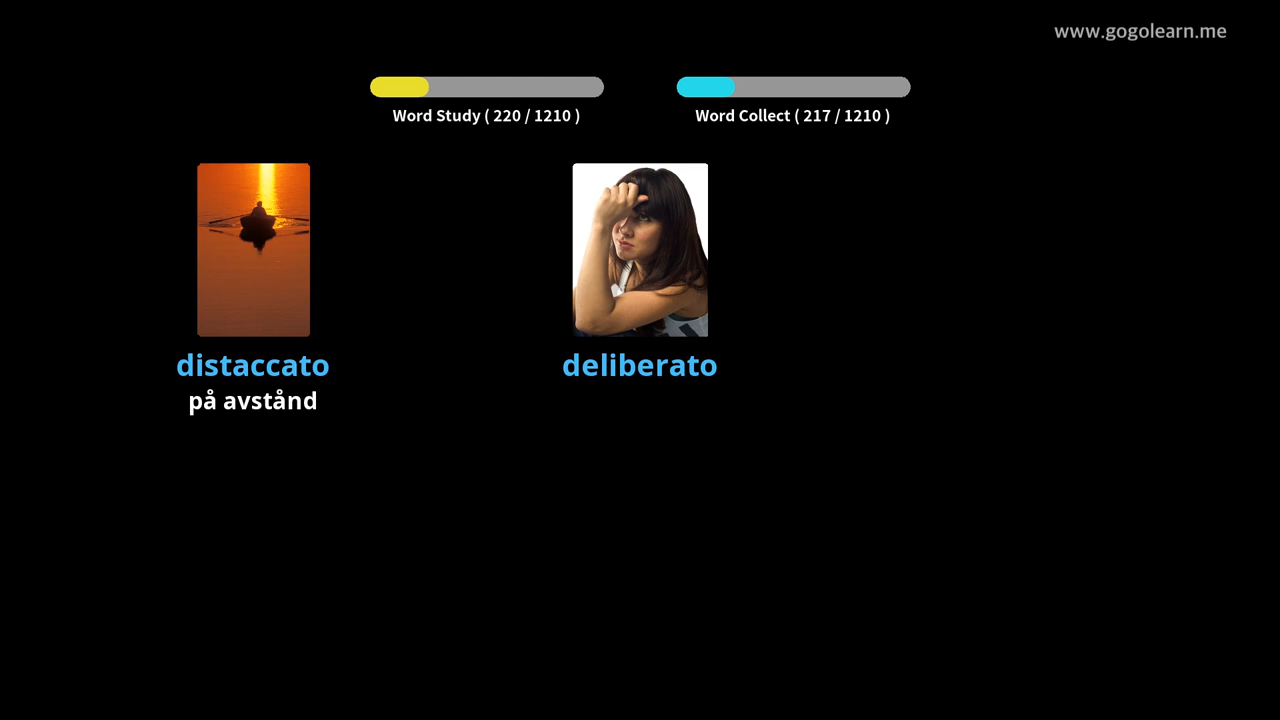 www.gogolearn.me
Word Study ( 220 / 1210 )
Word Collect ( 217 / 1210 )
distaccato
på avstånd
deliberato